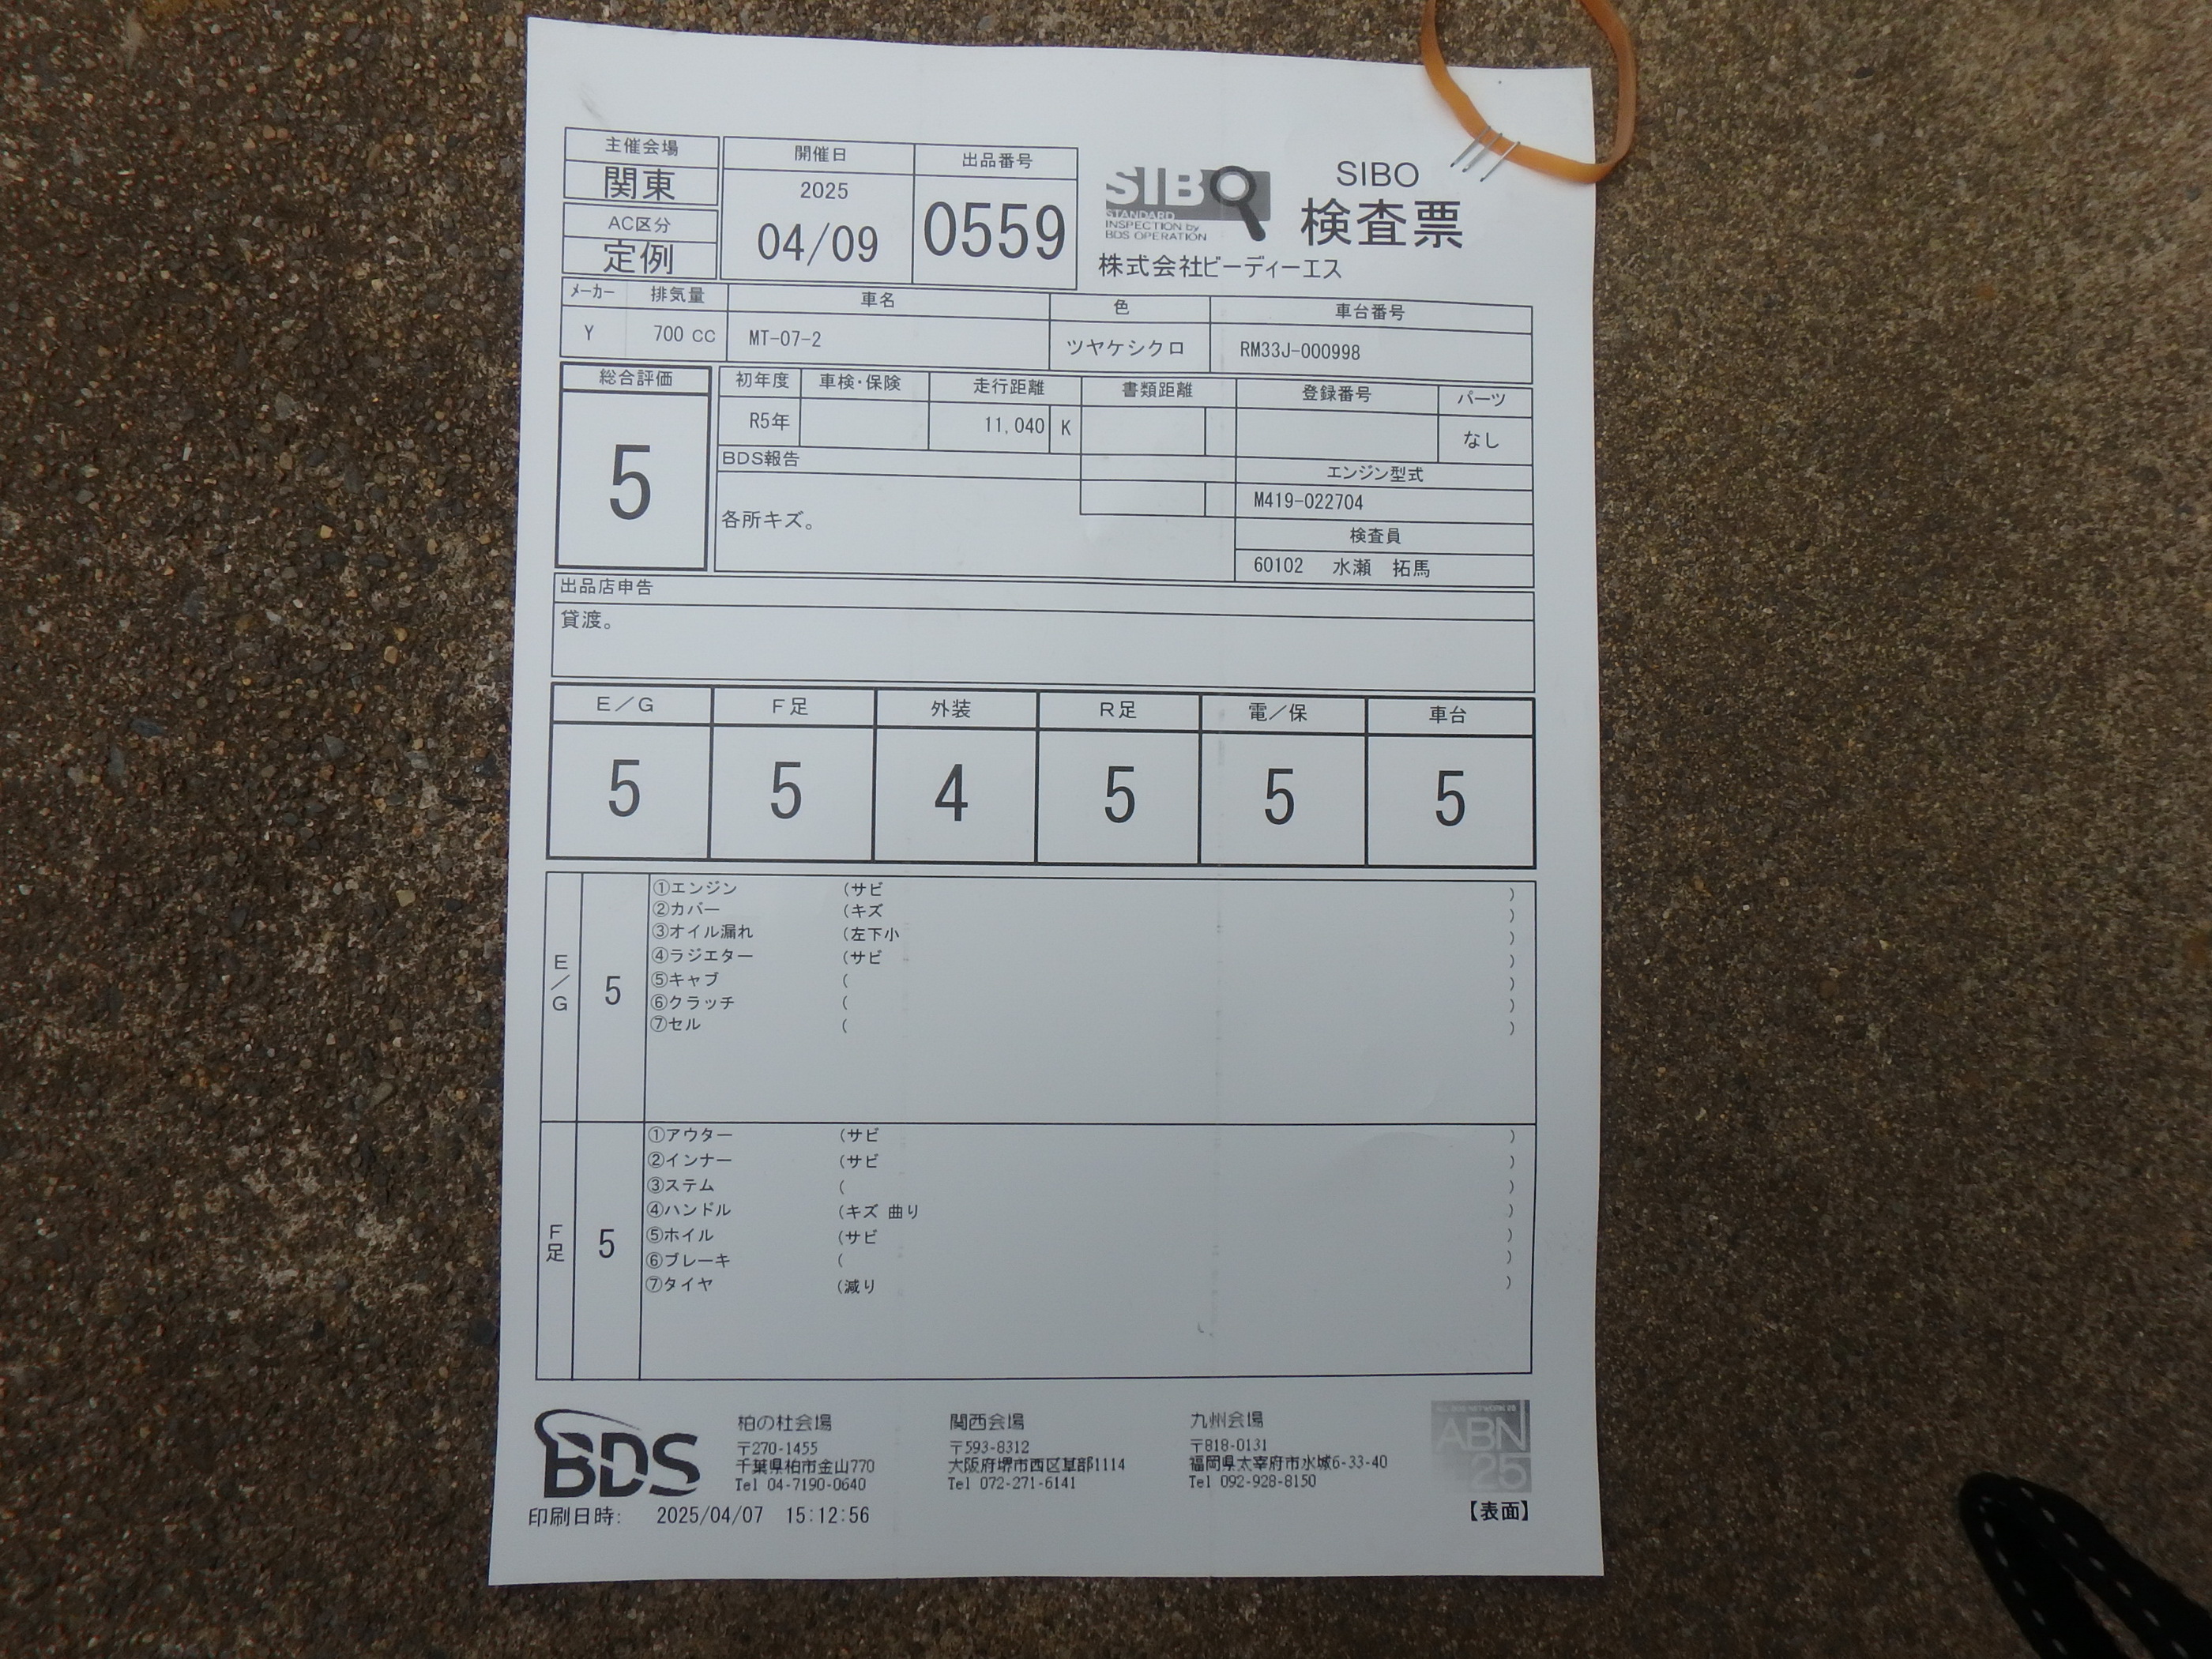 主催会場
関東
AC区分
定例
開催日
2025
04/09
出品番号
0559
SIBO
STANDARD
INSPECTION by
BDS OPERATION
SIBO
検査票
株式会社ビーディーエス
メーカー 排気量 車名 色 車台番号
Y 700 CC MT-07-2 ツヤケシクロ RM33J-000998
総合評価
5
初年度 車検・保険 走行距離 書類距離 登録番号 パーツ
R5年 11,040 K なし
BDS報告
各所キズ。
エンジン型式
M419-022704
検査員
60102 水瀬 拓馬
出品店申告
貸渡。
E/G F足 外装 R足 電/保 車台
5 5 4 5 5 5
E/G
5
①エンジン (サビ )
②カバー (キズ )
③オイル漏れ (左下小 )
④ラジエター (サビ )
⑤キャブ ( )
⑥クラッチ ( )
⑦セル ( )
F足
5
①アウター (サビ )
②インナー (サビ )
③ステム ( )
④ハンドル (キズ 曲り )
⑤ホイル (サビ )
⑥ブレーキ ( )
⑦タイヤ (減り )
BDS
柏の杜会場
〒270-1455
千葉県柏市金山770
Tel 04-7190-0640
関西会場
〒593-8312
大阪府堺市西区草部1114
Tel 072-271-6141
九州会場
〒818-0131
福岡県太宰府市水城6-33-40
Tel 092-928-8150
ABN
25
印刷日時: 2025/04/07 15:12:56
【表面】